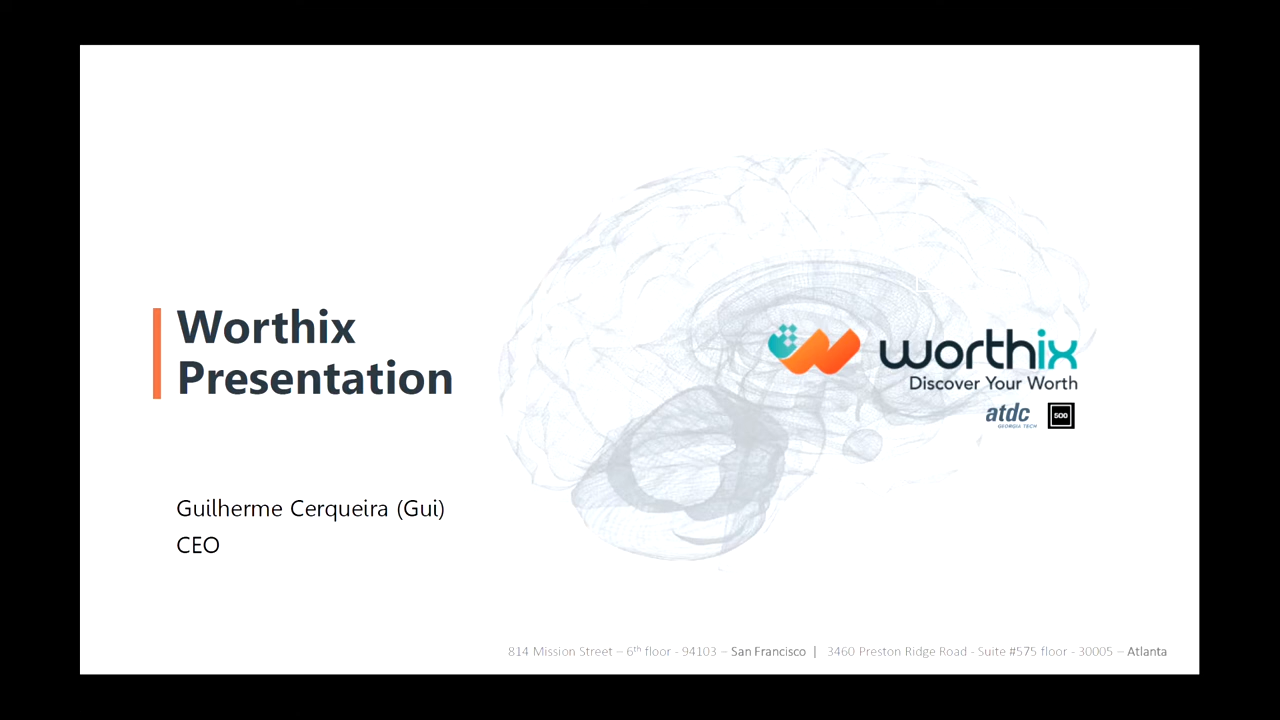 Worthix
Presentation
worthix
Discover Your Worth
atdc
GEORGIA TECH
500
Guilherme Cerqueira (Gui)
CEO
814 Mission Street – 6th floor - 94103 – San Francisco | 3460 Preston Ridge Road - Suite #575 floor - 30005 – Atlanta